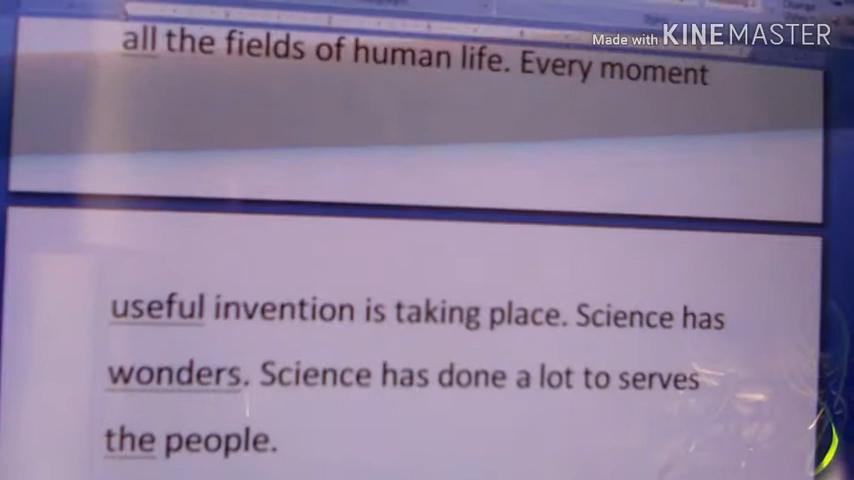 Made with KINEMASTER
all the fields of human life. Every moment
useful invention is taking place. Science has
wonders. Science has done a lot to serves
the people.